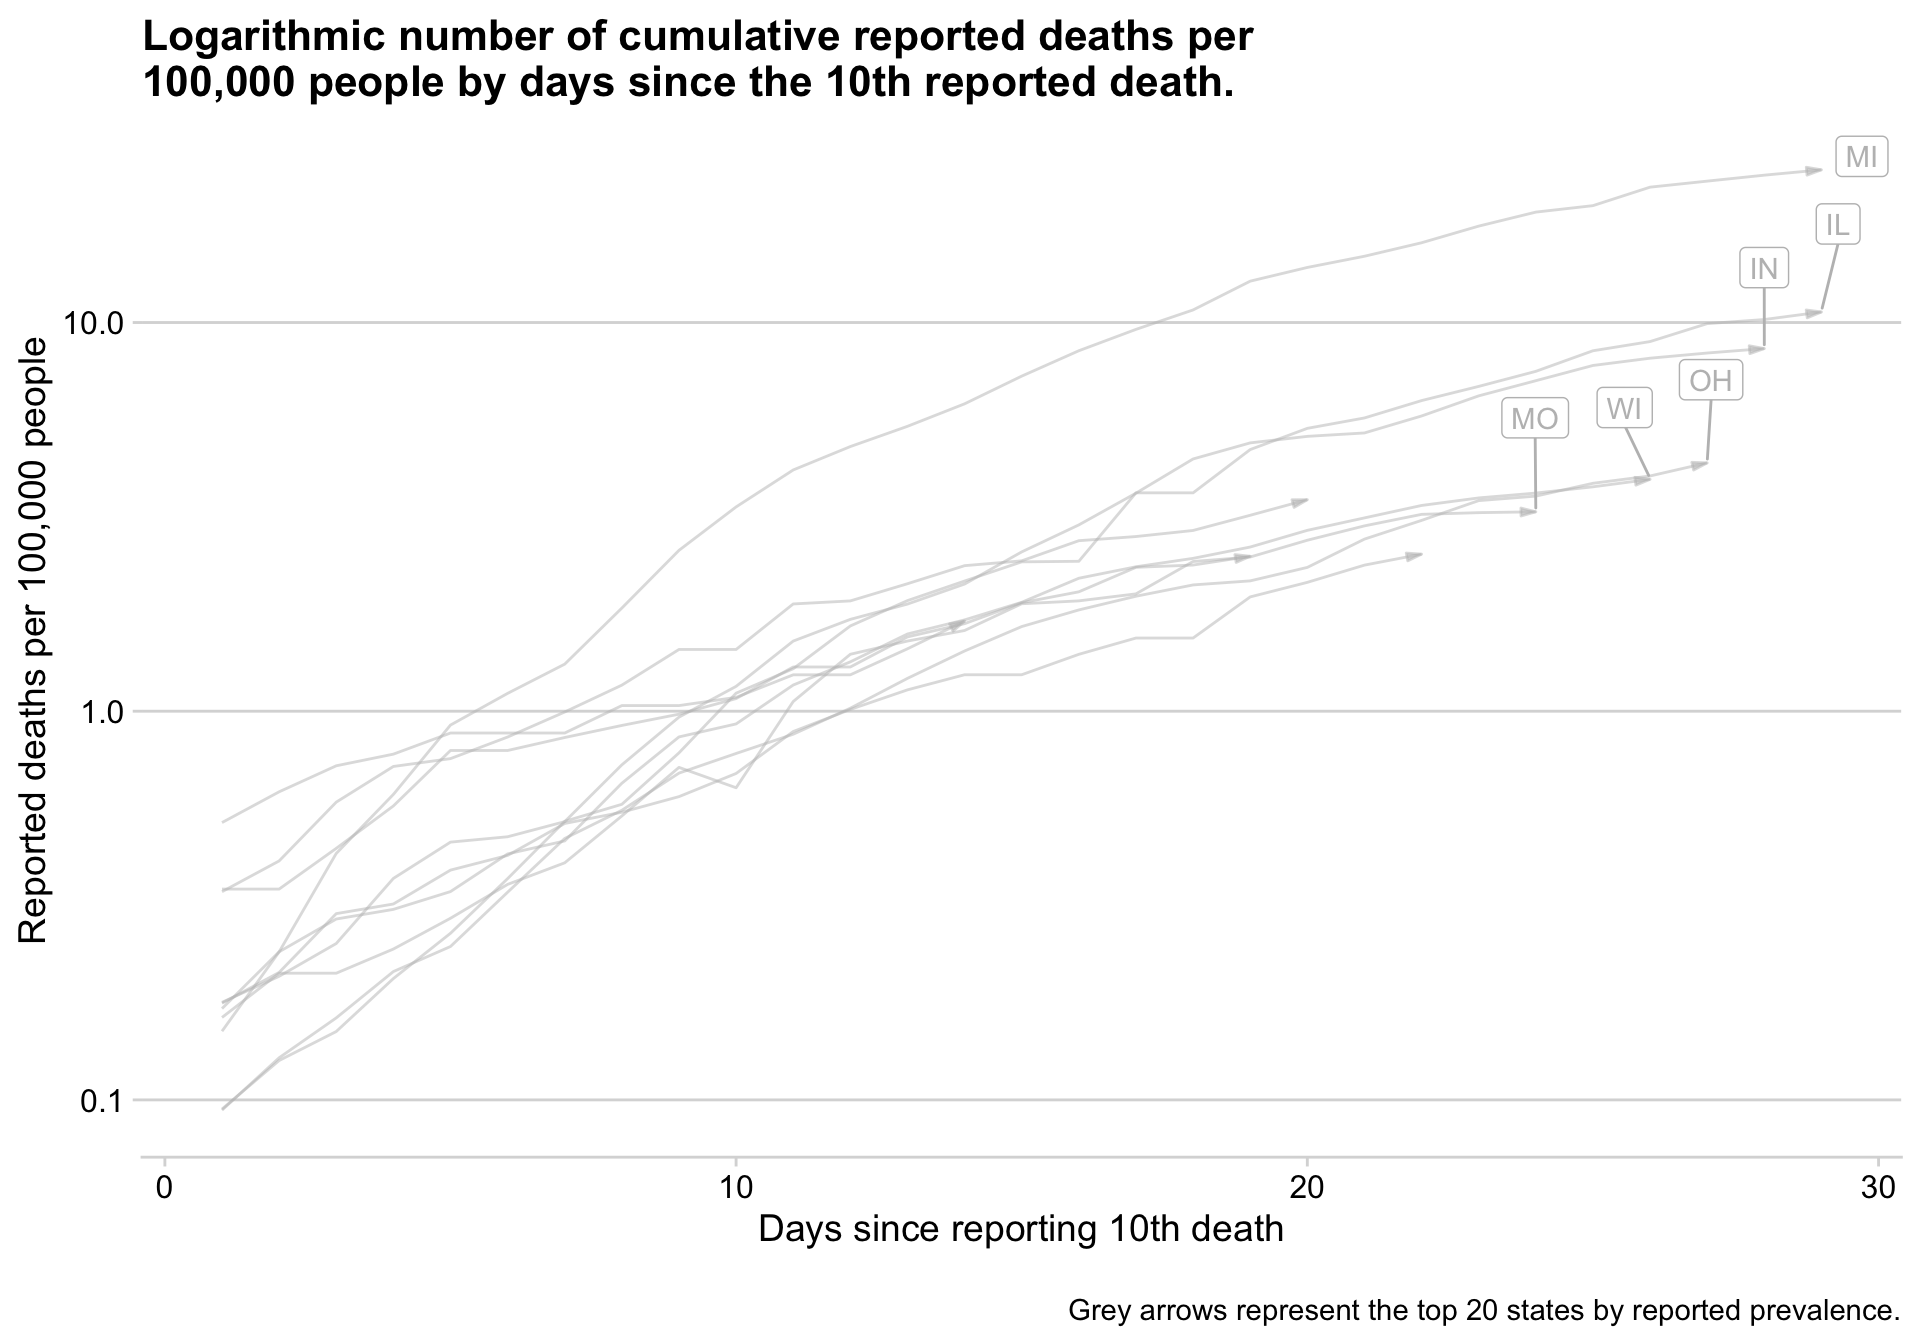 Logarithmic number of cumulative reported deaths per
100,000 people by days since the 10th reported death.
MI
IL
IN
OH
WI
MO
10.0
1.0
0.1
Reported deaths per 100,000 people
0
10
20
30
Days since reporting 10th death
Grey arrows represent the top 20 states by reported prevalence.